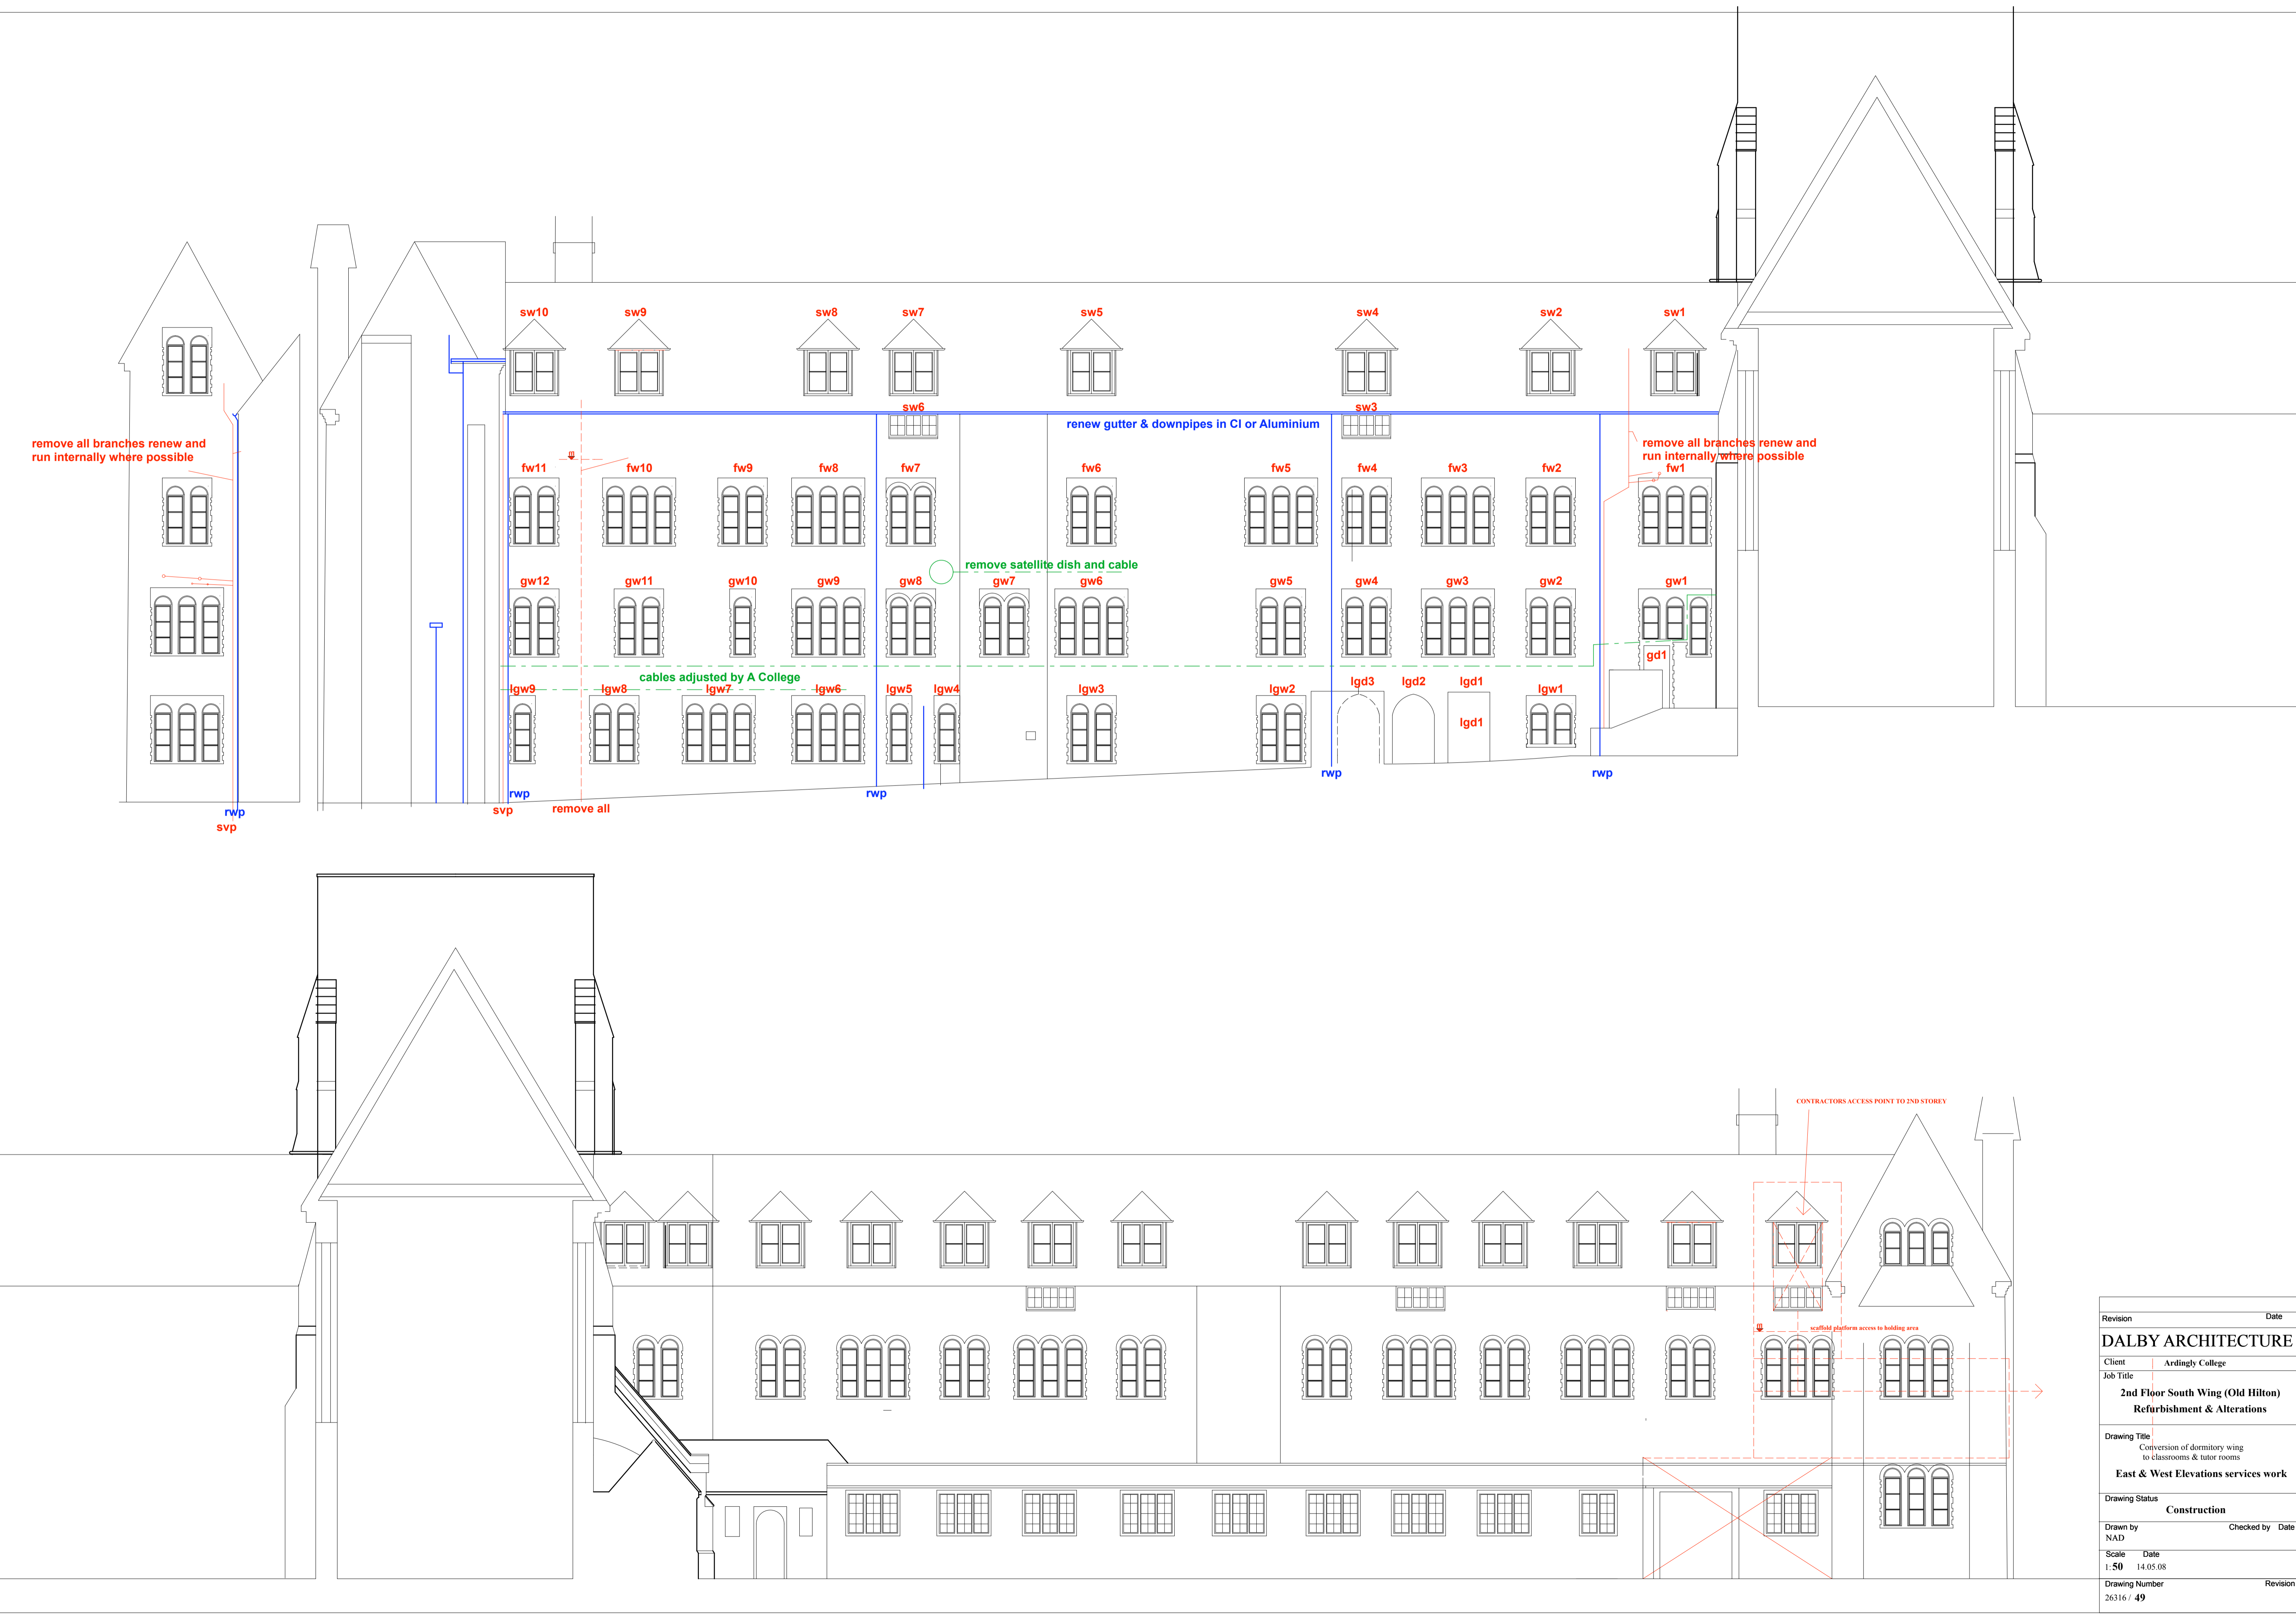 sw10 sw9 sw8 sw7 sw5 sw4 sw2 sw1
sw6 sw3
renew gutter & downpipes in CI or Aluminium
remove all branches renew and
run internally where possible
remove all branches renew and
run internally where possible
fw11 fw10 fw9 fw8 fw7 fw6 fw5 fw4 fw3 fw2 fw1
remove satellite dish and cable
gw12 gw11 gw10 gw9 gw8 gw7 gw6 gw5 gw4 gw3 gw2 gw1
gd1
cables adjusted by A College
lgw9 lgw8 lgw7 lgw6 lgw5 lgw4 lgw3 lgw2 lgd3 lgd2 lgd1 lgw1
lgd1
rwp rwp rwp rwp rwp
svp svp remove all
CONTRACTORS ACCESS POINT TO 2ND STOREY
scaffold platform access to holding area
Revision Date
DALBY ARCHITECTURE
Client Ardingly College
Job Title
2nd Floor South Wing (Old Hilton)
Refurbishment & Alterations
Drawing Title
Conversion of dormitory wing
to classrooms & tutor rooms
East & West Elevations services work
Drawing Status
Construction
Drawn by Checked by Date
NAD
Scale Date
1:50 14.05.08
Drawing Number Revision
26316 / 49